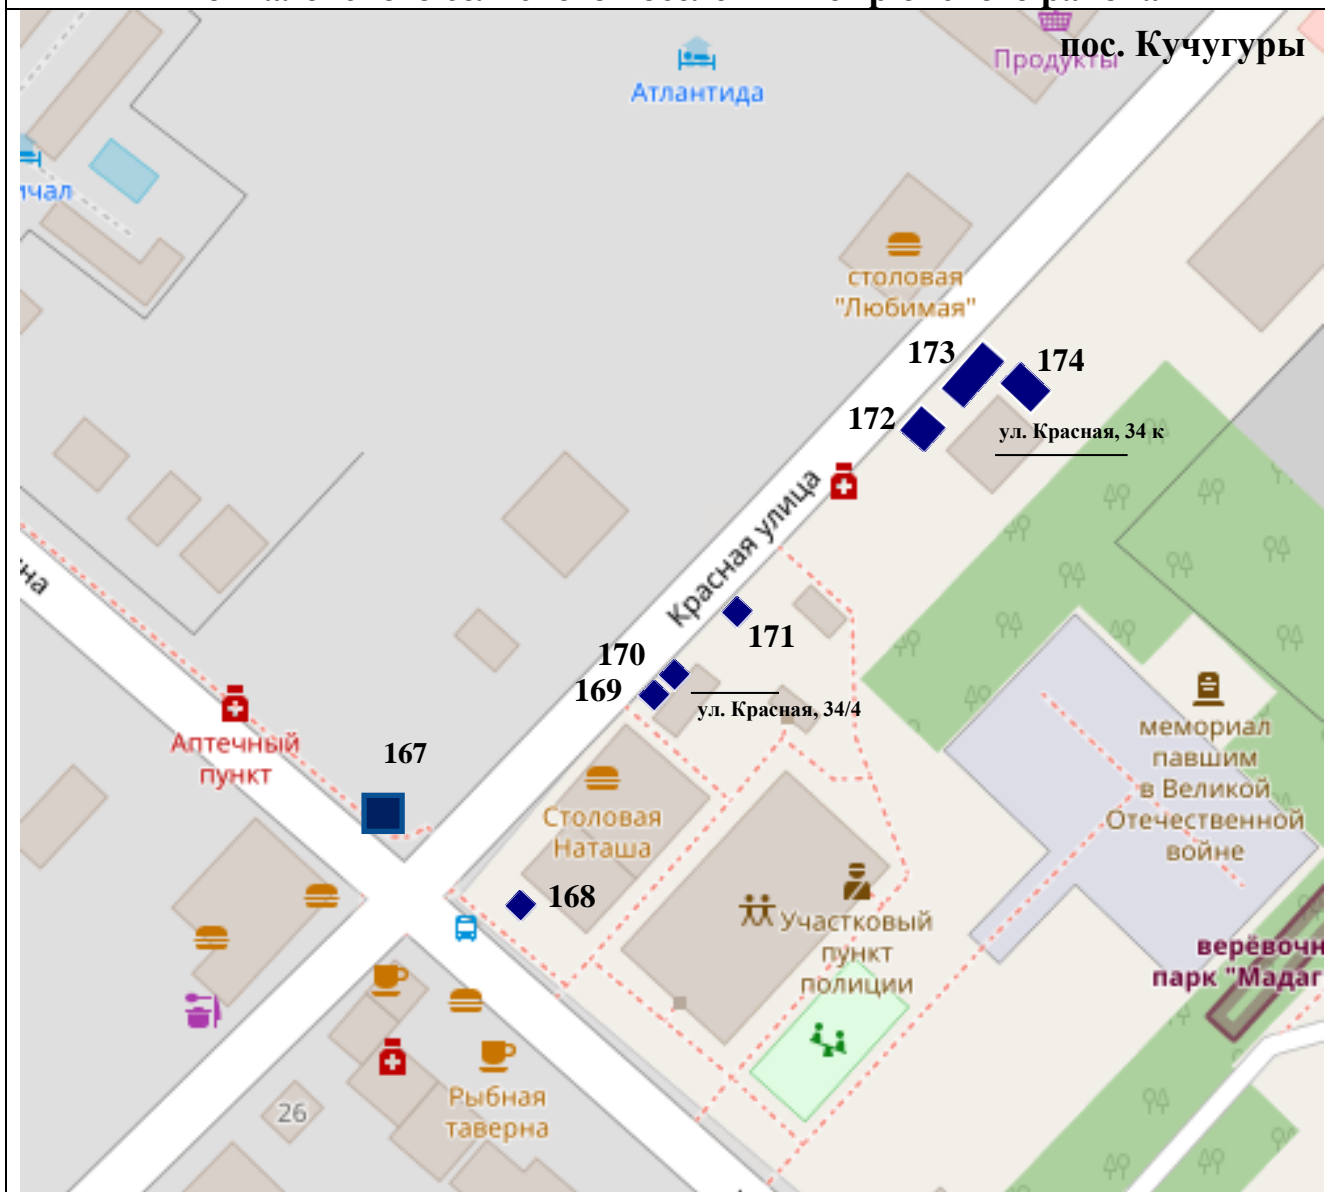 пос. Кучугуры
Продукты
Атлантида
столовая
"Любимая"
173
174
172
ул. Красная, 34 к
Красная улица
171
170
169
ул. Красная, 34/4
Аптечный
пункт
167
мемориал
павшим
в Великой
Отечественной
войне
Столовая
Наташа
168
Участковый
пункт
полиции
верёвочн
парк "Мадаг
Рыбная
таверна
26